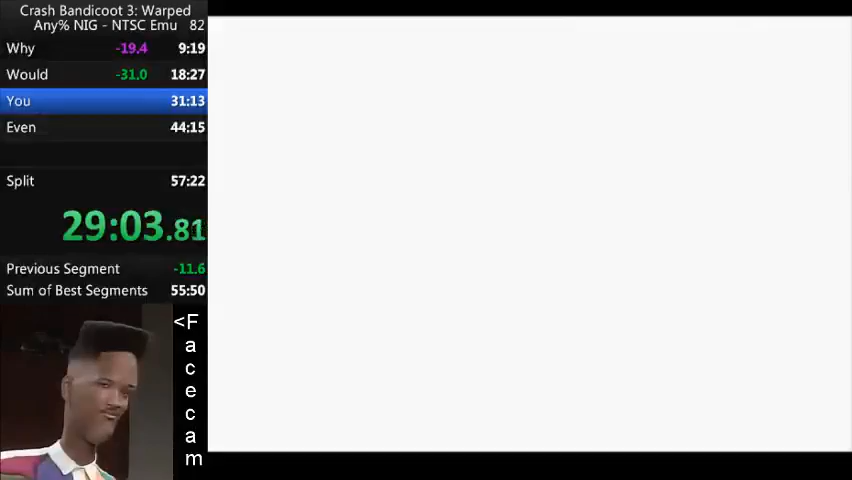 Crash Bandicoot 3: Warped
Any% NIG - NTSC Emu 82
Why -19.4 9:19
Would -31.0 18:27
You 31:13
Even 44:15
Split 57:22
29:03.81
Previous Segment -11.6
Sum of Best Segments 55:50
<Facecam